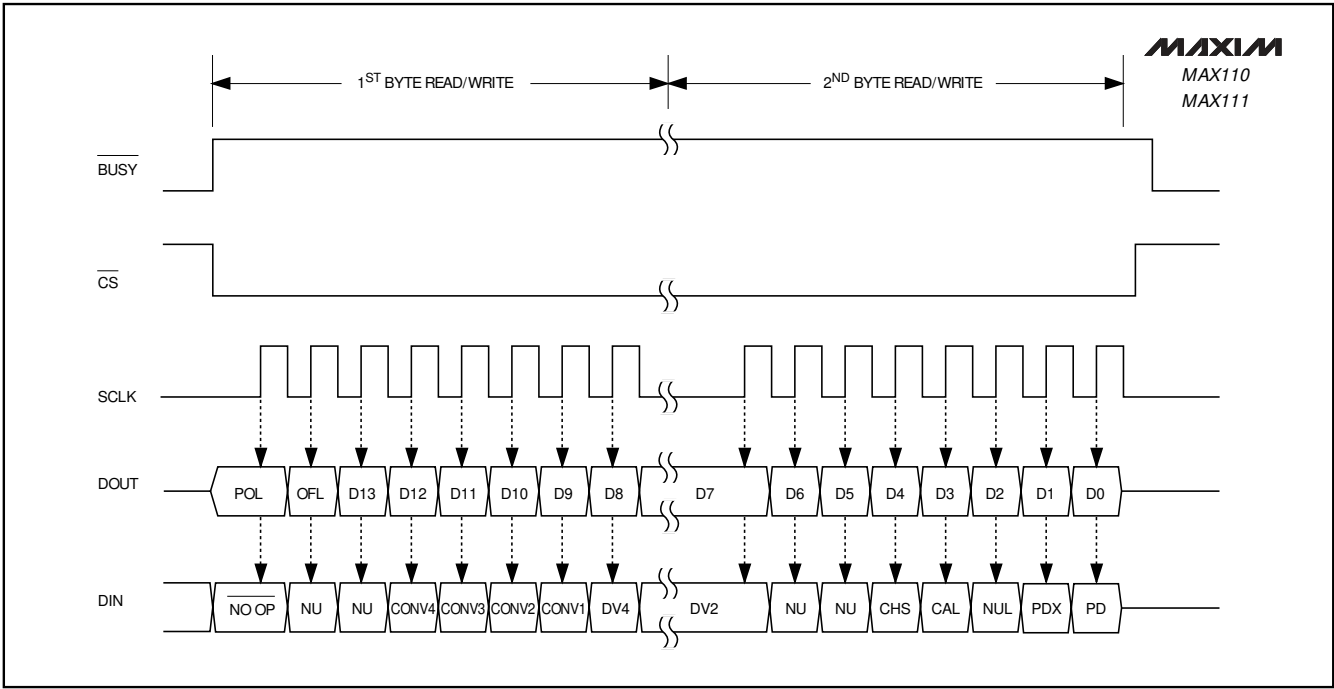 MAXIM
MAX110
MAX111
1ST BYTE READ/WRITE
2ND BYTE READ/WRITE
BUSY
CS
SCLK
DOUT POL OFL D13 D12 D11 D10 D9 D8 D7 D6 D5 D4 D3 D2 D1 D0
DIN NO OP NU NU CONV4 CONV3 CONV2 CONV1 DV4 DV2 NU NU CHS CAL NUL PDX PD